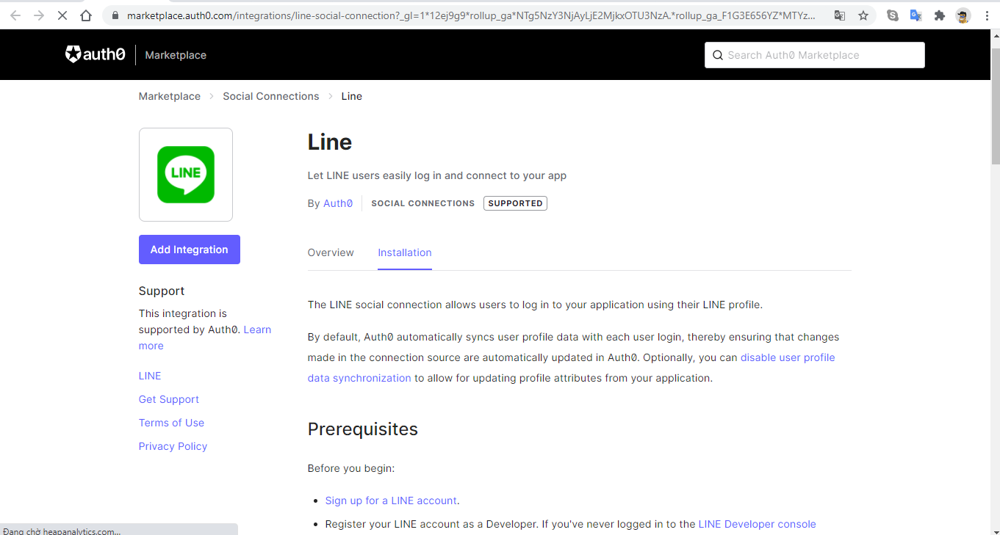 marketplace.auth0.com/integrations/line-social-connection?_gl=1*12ej9g9*rollup_ga*NTg5NzY3NjAyLjE2MjkxOTU3NzA.*rollup_ga_F1G3E656YZ*MTYz...
auth0 Marketplace
Search Auth0 Marketplace
Marketplace > Social Connections > Line
LINE
Line
Let LINE users easily log in and connect to your app
By Auth0 SOCIAL CONNECTIONS SUPPORTED
Add Integration
Overview Installation
Support
This integration is
supported by Auth0. Learn
more
LINE
Get Support
Terms of Use
Privacy Policy
The LINE social connection allows users to log in to your application using their LINE profile.
By default, Auth0 automatically syncs user profile data with each user login, thereby ensuring that changes
made in the connection source are automatically updated in Auth0. Optionally, you can disable user profile
data synchronization to allow for updating profile attributes from your application.
Prerequisites
Before you begin:
• Sign up for a LINE account.
• Register your LINE account as a Developer. If you've never logged in to the LINE Developer console
Đang chờ heapanalytics.com...